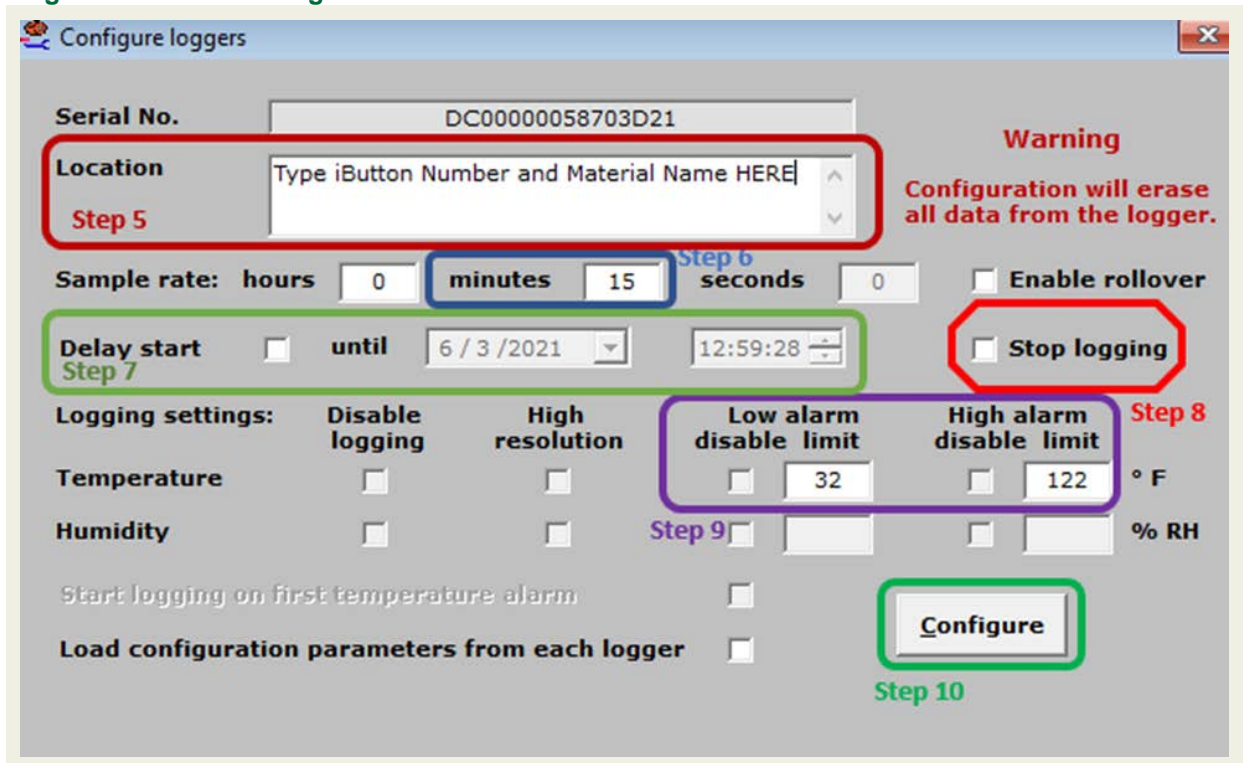 Configure loggers
Serial No. DC00000058703D21
Warning
Location Type iButton Number and Material Name HERE
Configuration will erase
all data from the logger.
Step 5
Step 6
Sample rate: hours 0 minutes 15 seconds 0 Enable rollover
Delay start until 6 / 3 /2021 12:59:28 Stop logging
Step 7
Logging settings: Disable logging High resolution Low alarm disable limit High alarm disable limit Step 8
Temperature 32 122 ° F
Humidity Step 9 % RH
Start logging on first temperature alarm
Configure
Load configuration parameters from each logger
Step 10